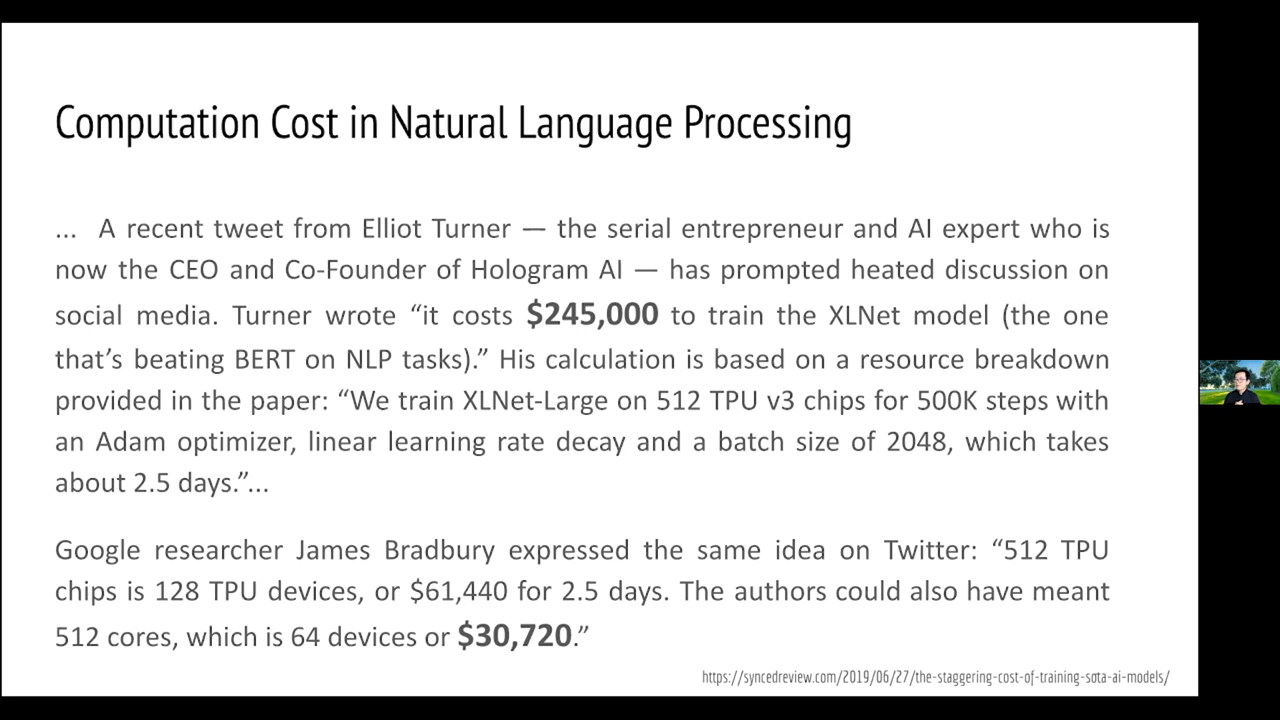 Computation Cost in Natural Language Processing
... A recent tweet from Elliot Turner — the serial entrepreneur and AI expert who is
now the CEO and Co-Founder of Hologram AI — has prompted heated discussion on
social media. Turner wrote “it costs $245,000 to train the XLNet model (the one
that’s beating BERT on NLP tasks).” His calculation is based on a resource breakdown
provided in the paper: “We train XLNet-Large on 512 TPU v3 chips for 500K steps with
an Adam optimizer, linear learning rate decay and a batch size of 2048, which takes
about 2.5 days.”...
Google researcher James Bradbury expressed the same idea on Twitter: “512 TPU
chips is 128 TPU devices, or $61,440 for 2.5 days. The authors could also have meant
512 cores, which is 64 devices or $30,720.”
https://syncedreview.com/2019/06/27/the-staggering-cost-of-training-sota-ai-models/